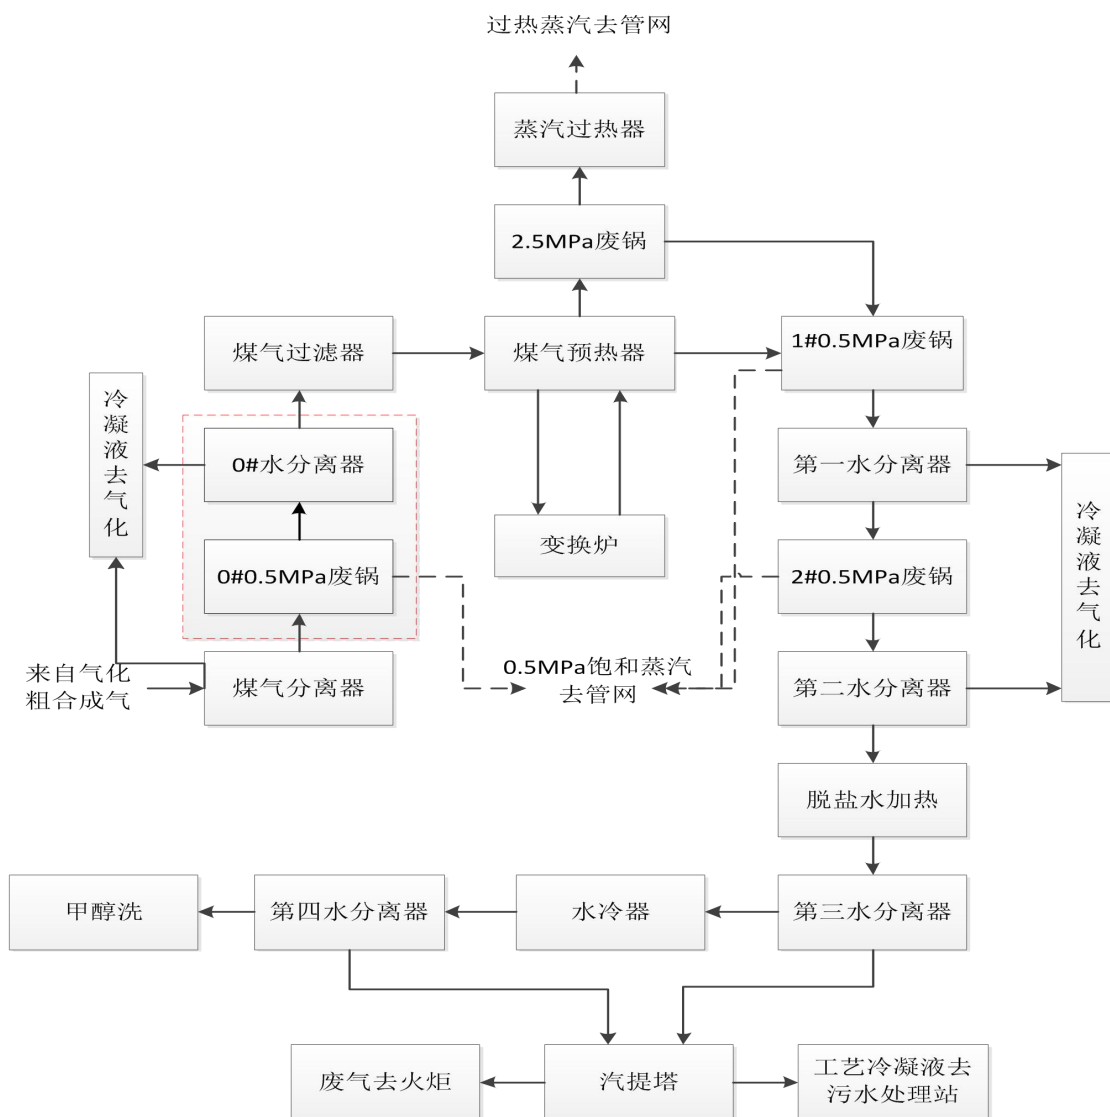 过热蒸汽去管网
蒸汽过热器
2.5MPa废锅
煤气过滤器
煤气预热器
1#0.5MPa废锅
冷凝液去气化
0#水分离器
第一水分离器
冷凝液去气化
变换炉
0#0.5MPa废锅
2#0.5MPa废锅
来自气化
粗合成气
煤气分离器
0.5MPa饱和蒸汽
去管网
第二水分离器
脱盐水加热
甲醇洗
第四水分离器
水冷器
第三水分离器
废气去火炬
汽提塔
工艺冷凝液去
污水处理站